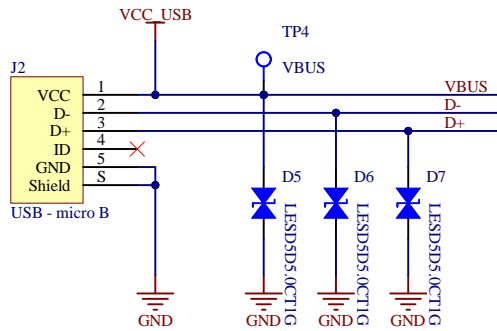 VCC_USB
TP4
VBUS
J2
VCC 1
D- 2
D+ 3
ID 4
GND 5
Shield S
USB - micro B
VBUS
D-
D+
D5
LESD5D5.0CT1G
D6
LESD5D5.0CT1G
D7
LESD5D5.0CT1G
GND
GND
GND
GND